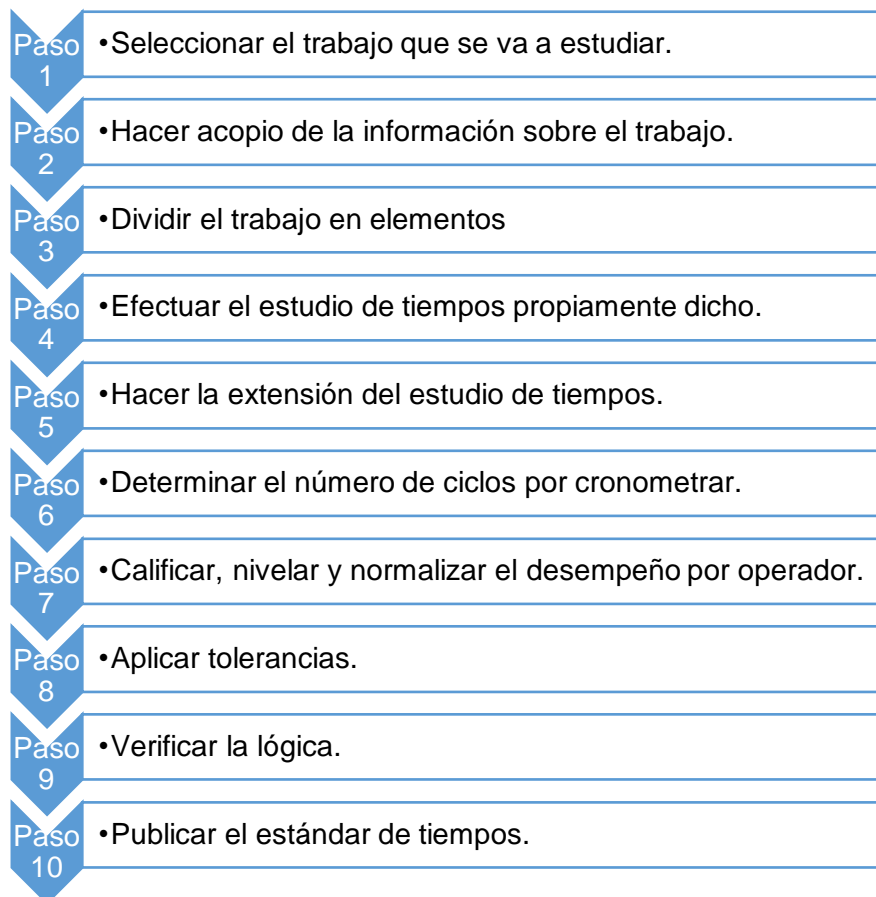 Paso
1
•Seleccionar el trabajo que se va a estudiar.
Paso
2
•Hacer acopio de la información sobre el trabajo.
Paso
3
•Dividir el trabajo en elementos
Paso
4
•Efectuar el estudio de tiempos propiamente dicho.
Paso
5
•Hacer la extensión del estudio de tiempos.
Paso
6
•Determinar el número de ciclos por cronometrar.
Paso
7
•Calificar, nivelar y normalizar el desempeño por operador.
Paso
8
•Aplicar tolerancias.
Paso
9
•Verificar la lógica.
Paso
10
•Publicar el estándar de tiempos.